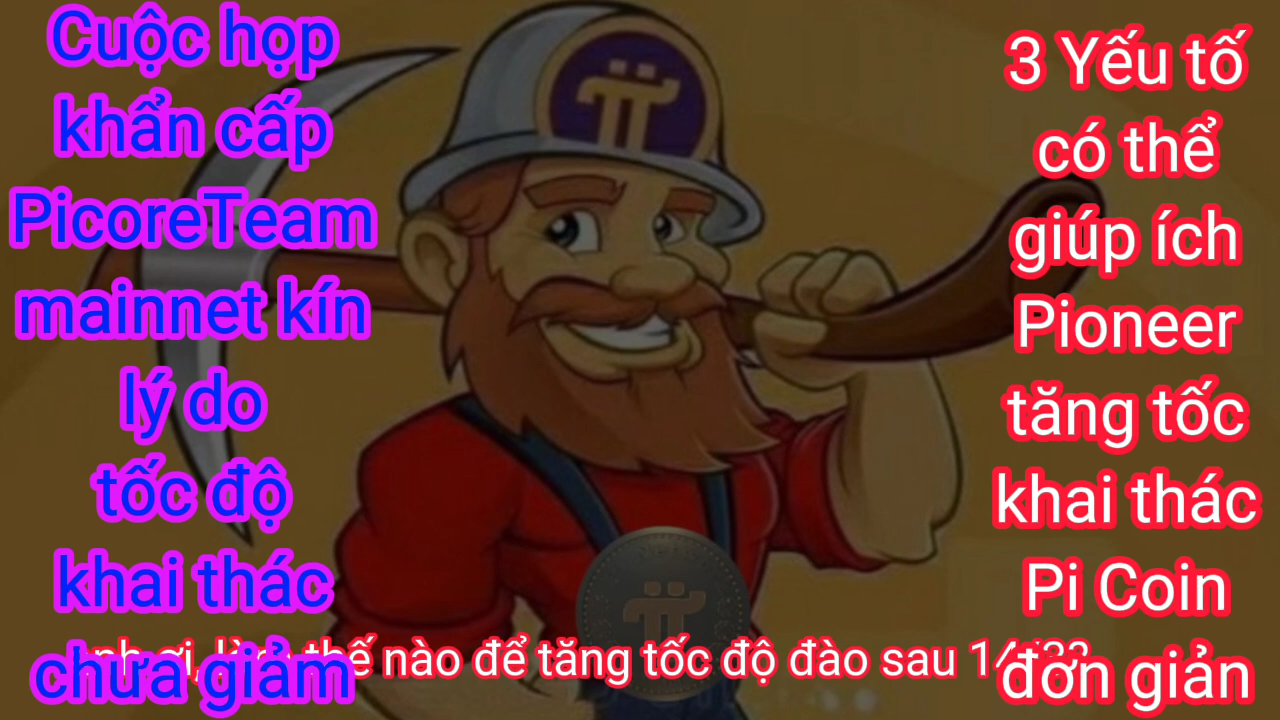 Cuộc họp
khẩn cấp
PicoreTeam
mainnet kín
lý do
tốc độ
khai thác
chưa giảm
3 Yếu tố
có thể
giúp ích
Pioneer
tăng tốc
khai thác
Pi Coin
đơn giản
thế nào để tăng tốc độ đào sau